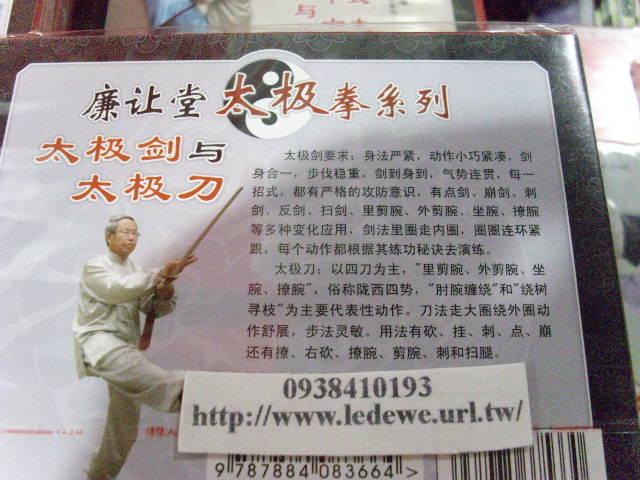 廉让堂太极拳系列
太极剑与
太极刀
太极剑要求：身法严紧，动作小巧紧凑，剑
身合一，步伐稳重，剑到身到，气势连贯，每一
招式，都有严格的攻防意识，有点剑、崩剑、刺
剑、反剑、扫剑、里剪腕、外剪腕、坐腕、撩腕
等多种变化应用，剑法里圈走内圈，圈圈连环紧
跟，每个动作都根据其练功秘诀去演练。
太极刀：以四刀为主，"里剪腕、外剪腕、坐
腕、撩腕"，俗称陇西四势，"肘腕缠绕"和"绕树
寻枝"为主要代表性动作。刀法走大圈绕外圈动
作舒展，步法灵敏。用法有砍、挂、刺、点、崩
还有撩、右砍、撩腕、剪腕、刺和扫腿。
0938410193
http://www.ledewe.url.tw/
9 787884 083664 >